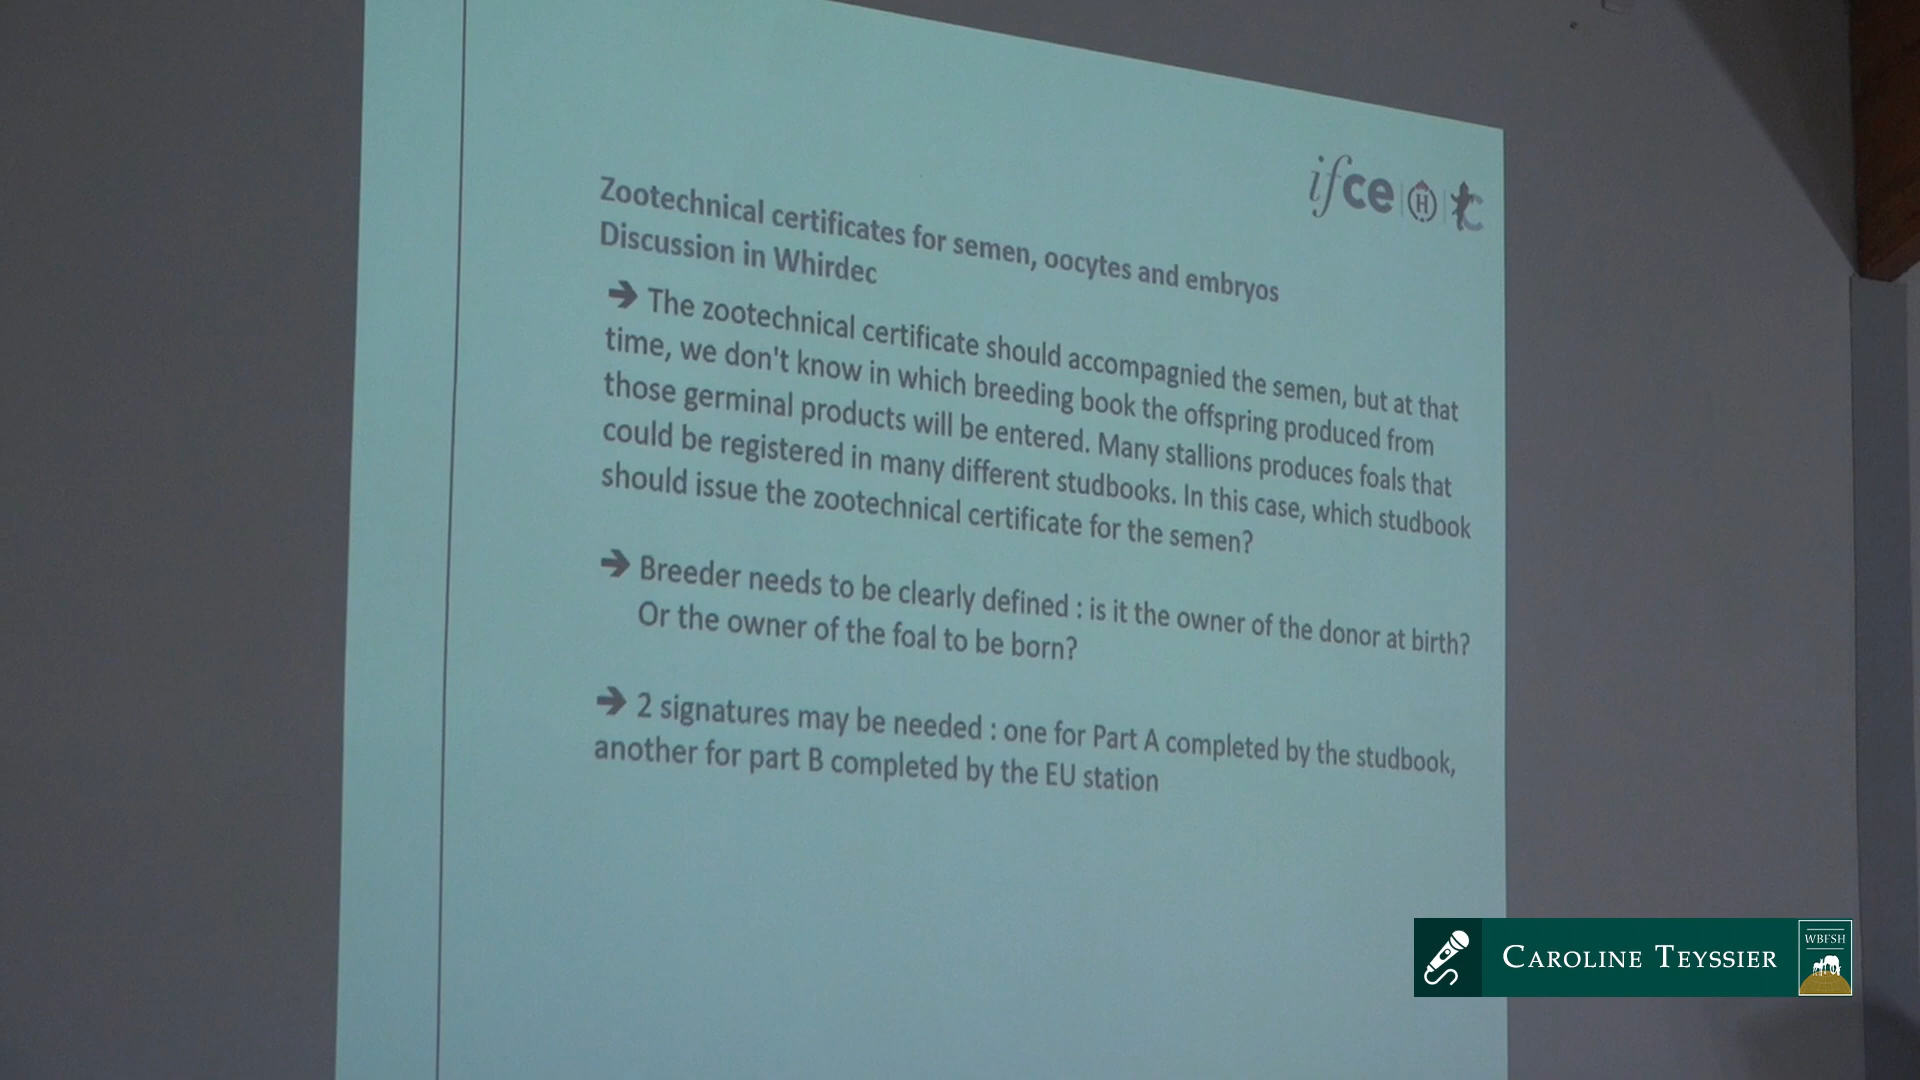 ifce
Zootechnical certificates for semen, oocytes and embryos
Discussion in Whirdec
➔ The zootechnical certificate should accompagnied the semen, but at that
time, we don't know in which breeding book the offspring produced from
those germinal products will be entered. Many stallions produces foals that
could be registered in many different studbooks. In this case, which studbook
should issue the zootechnical certificate for the semen?
➔ Breeder needs to be clearly defined : is it the owner of the donor at birth?
Or the owner of the foal to be born?
➔ 2 signatures may be needed : one for Part A completed by the studbook,
another for part B completed by the EU station
CAROLINE TEYSSIER
WBFSH